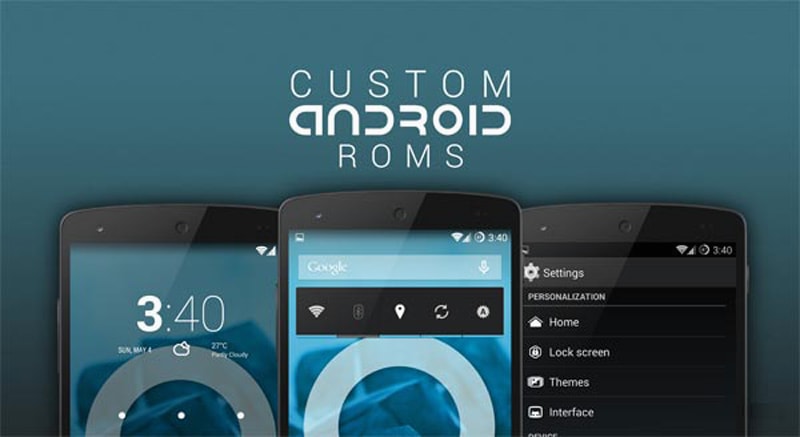 CUSTOM
ANDROID
ROMS
3:40
SUN, MAY 4
27°C
Partly Cloudy
3:40
Google
3:40
Settings
PERSONALIZATION
Home
Lock screen
Themes
Interface
DEVICE